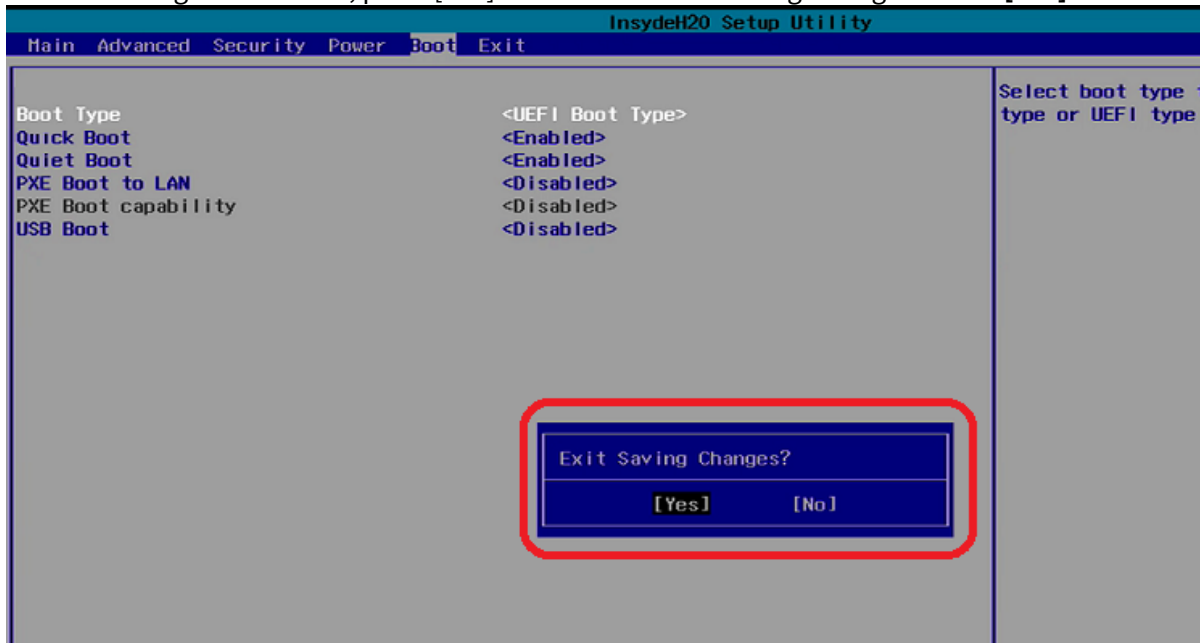 InsydeH20 Setup Utility
Main Advanced Security Power Boot Exit
Boot Type <UEFI Boot Type>
Quick Boot <Enabled>
Quiet Boot <Enabled>
PXE Boot to LAN <Disabled>
PXE Boot capability <Disabled>
USB Boot <Disabled>
Select boot type
type or UEFI type
Exit Saving Changes?
[Yes] [No]